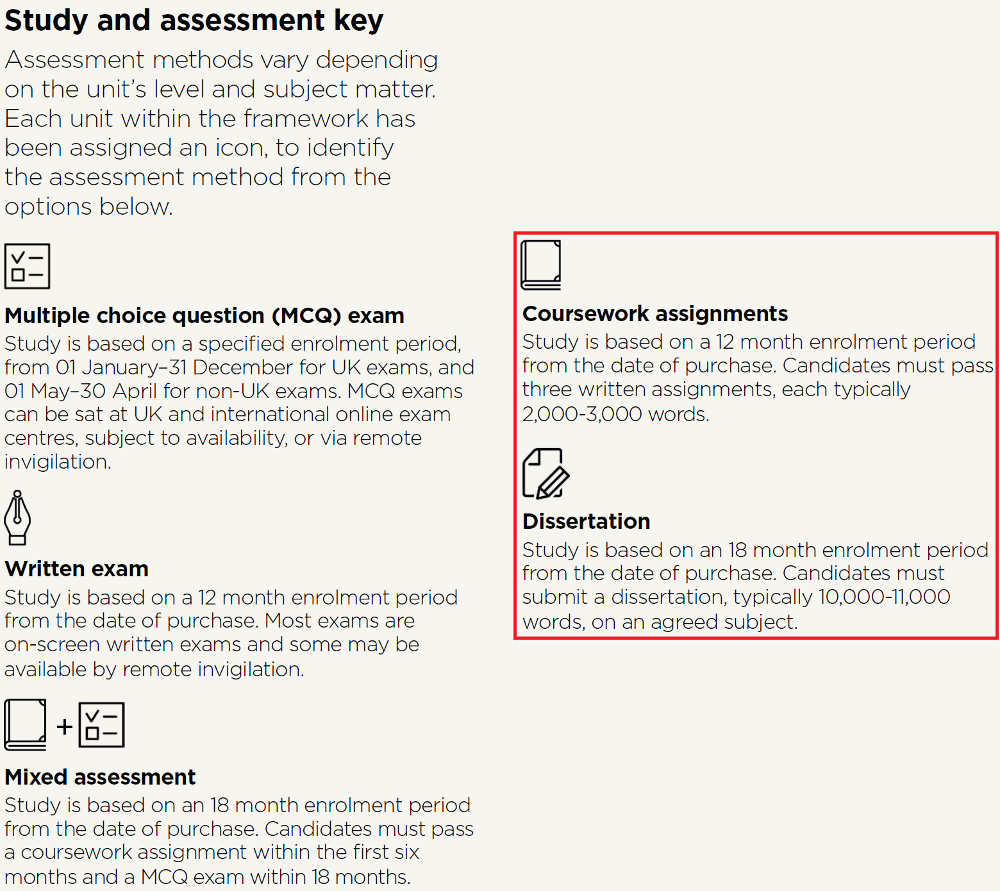 Study and assessment key
Assessment methods vary depending
on the unit’s level and subject matter.
Each unit within the framework has
been assigned an icon, to identify
the assessment method from the
options below.
Multiple choice question (MCQ) exam
Study is based on a specified enrolment period,
from 01 January–31 December for UK exams, and
01 May–30 April for non-UK exams. MCQ exams
can be sat at UK and international online exam
centres, subject to availability, or via remote
invigilation.
Written exam
Study is based on a 12 month enrolment period
from the date of purchase. Most exams are
on-screen written exams and some may be
available by remote invigilation.
+
Mixed assessment
Study is based on an 18 month enrolment period
from the date of purchase. Candidates must pass
a coursework assignment within the first six
months and a MCQ exam within 18 months.
Coursework assignments
Study is based on a 12 month enrolment period
from the date of purchase. Candidates must pass
three written assignments, each typically
2,000-3,000 words.
Dissertation
Study is based on an 18 month enrolment period
from the date of purchase. Candidates must
submit a dissertation, typically 10,000-11,000
words, on an agreed subject.